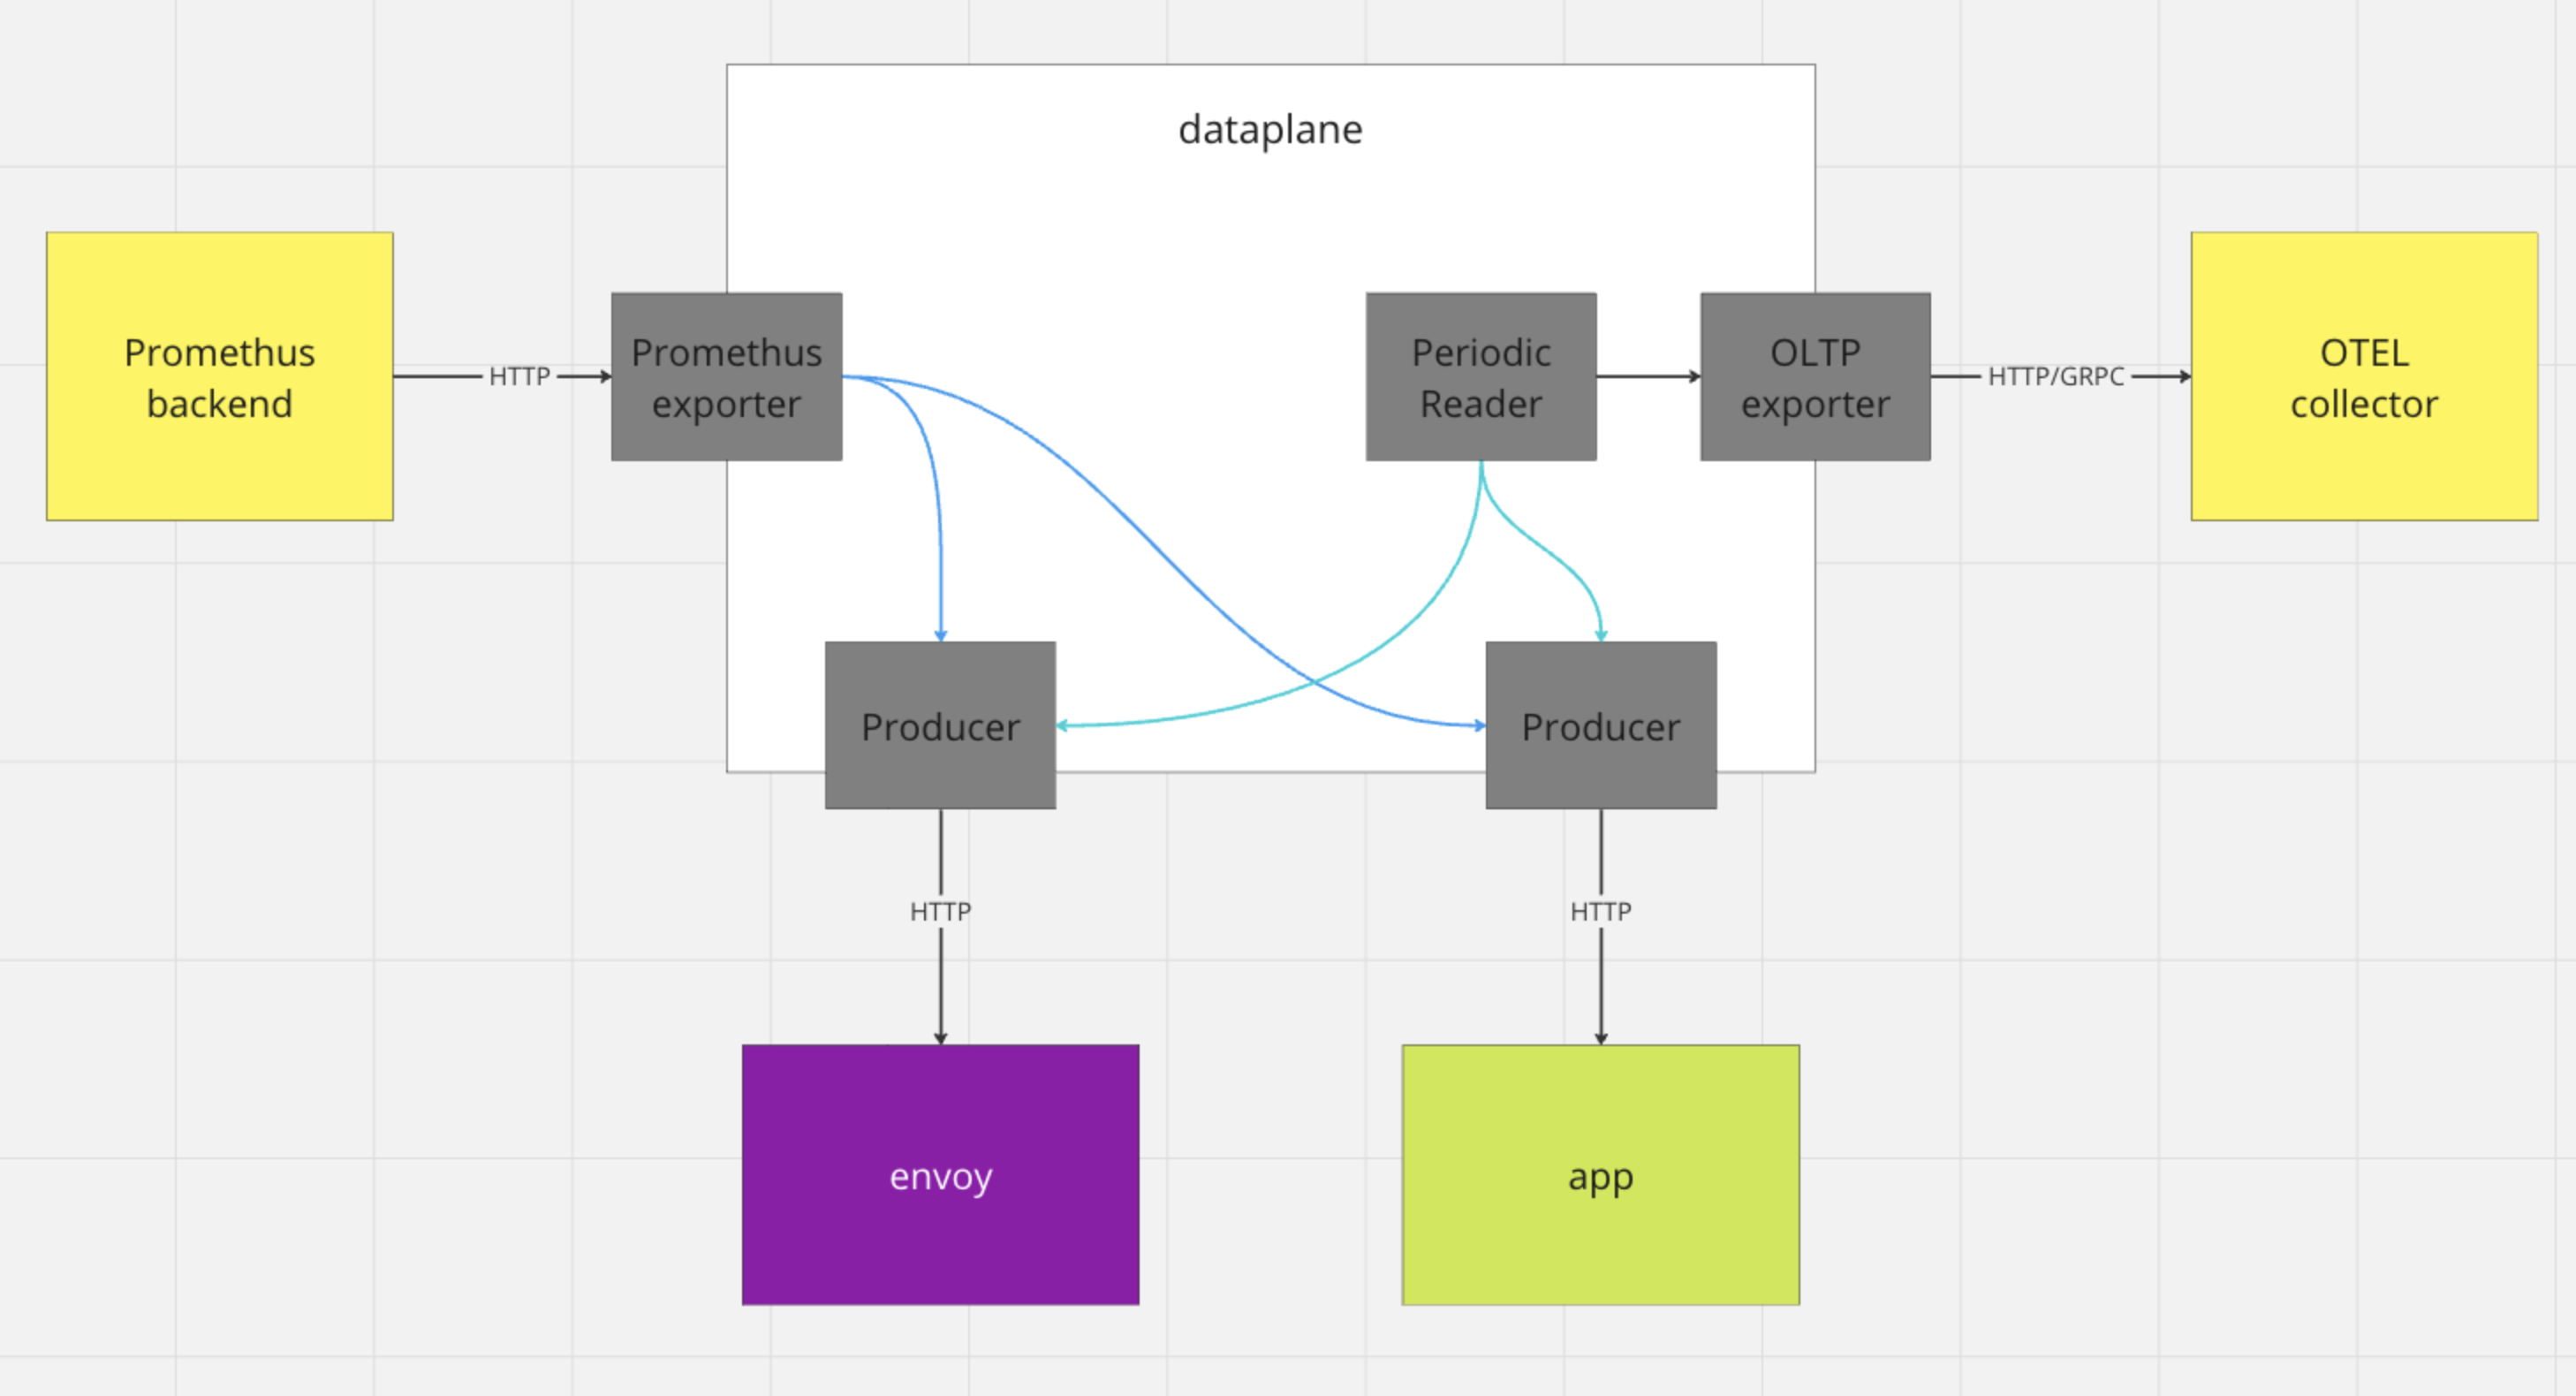 dataplane
Promethus
backend
HTTP
Promethus
exporter
Periodic
Reader
OLTP
exporter
HTTP/GRPC
OTEL
collector
Producer
Producer
HTTP
HTTP
envoy
app